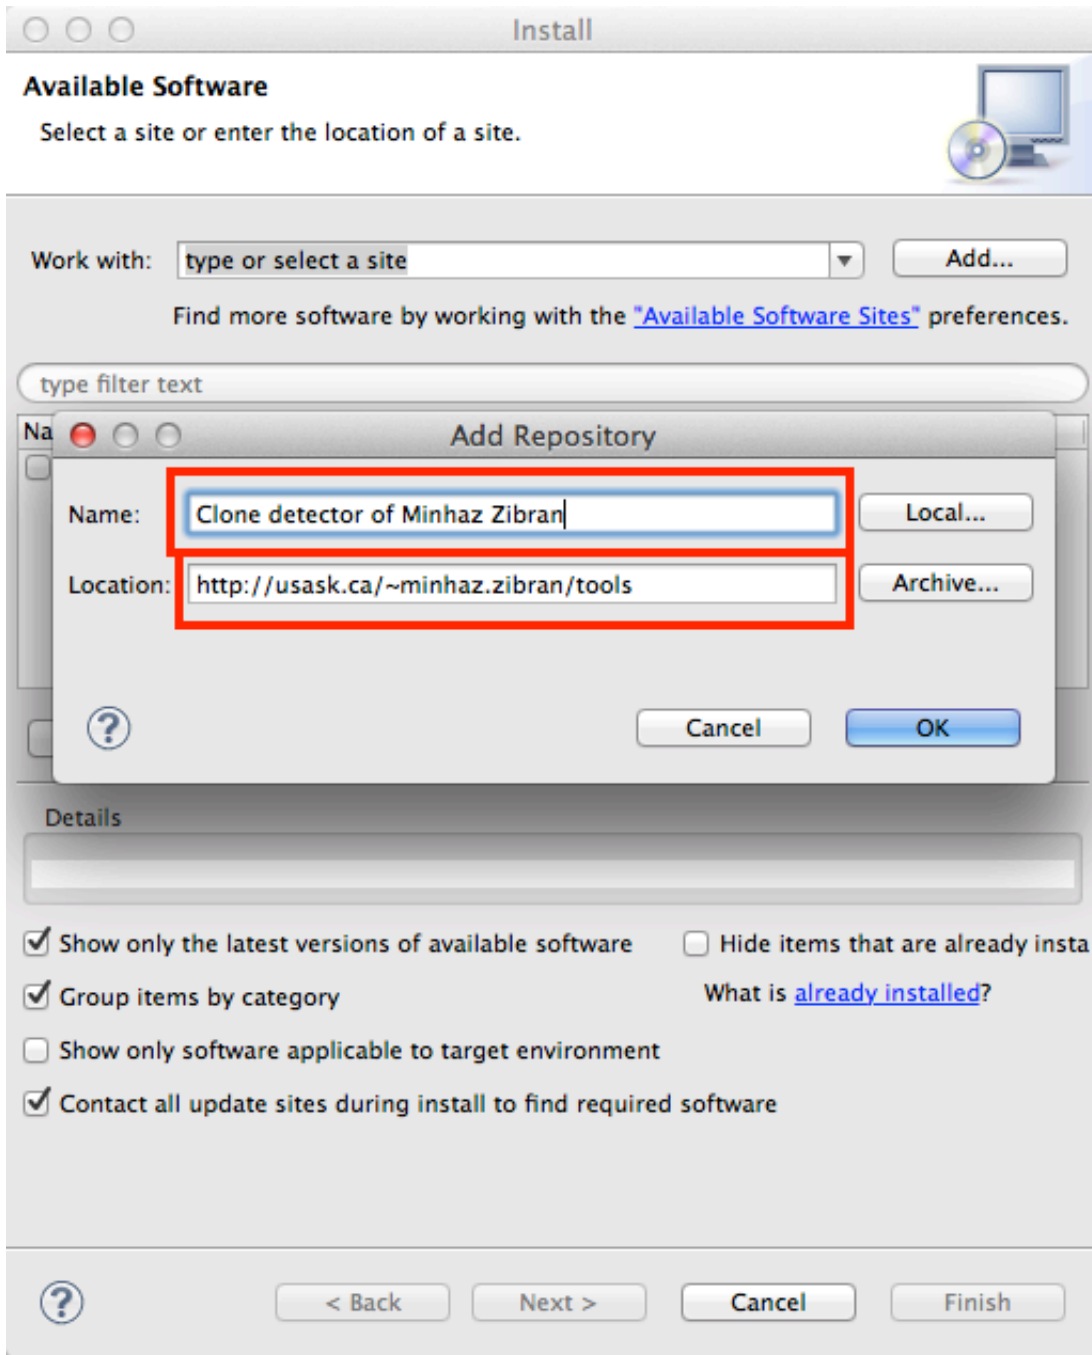 Install
Available Software
Select a site or enter the location of a site.
Work with: type or select a site Add...
Find more software by working with the "Available Software Sites" preferences.
type filter text
Na
Add Repository
Name: Clone detector of Minhaz Zibran Local...
Location: http://usask.ca/~minhaz.zibran/tools Archive...
? Cancel OK
Details
Show only the latest versions of available software Hide items that are already insta
Group items by category What is already installed?
Show only software applicable to target environment
Contact all update sites during install to find required software
? < Back Next > Cancel Finish